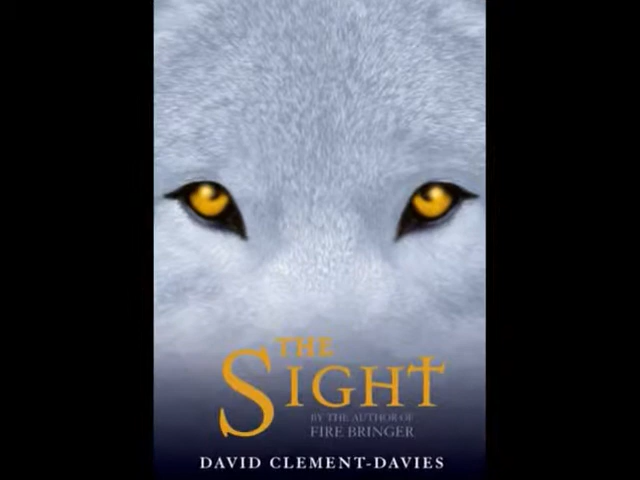 THE
SIGHT
BY THE AUTHOR OF
FIRE BRINGER
DAVID CLEMENT-DAVIES